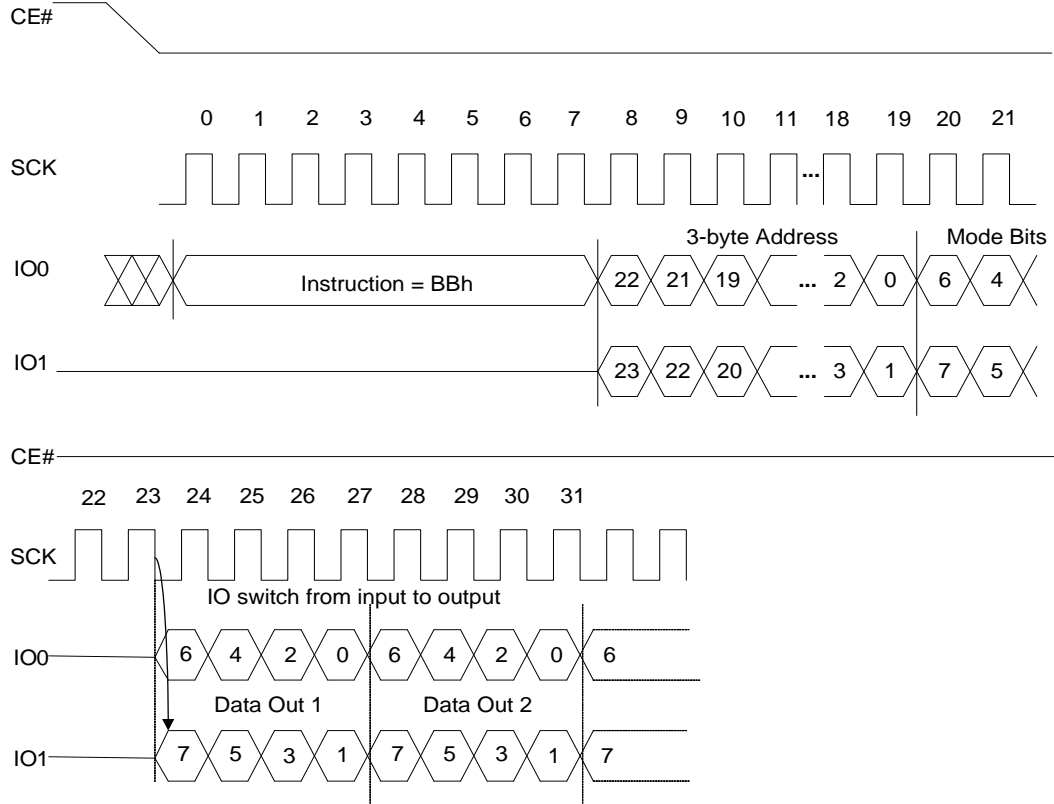 CE#
0 1 2 3 4 5 6 7 8 9 10 11 18 19 20 21
SCK ...
3-byte Address Mode Bits
IO0 Instruction = BBh 22 21 19 ... 2 0 6 4
IO1 23 22 20 ... 3 1 7 5
CE#
22 23 24 25 26 27 28 29 30 31
SCK
IO switch from input to output
IO0 6 4 2 0 6 4 2 0 6
Data Out 1 Data Out 2
IO1 7 5 3 1 7 5 3 1 7